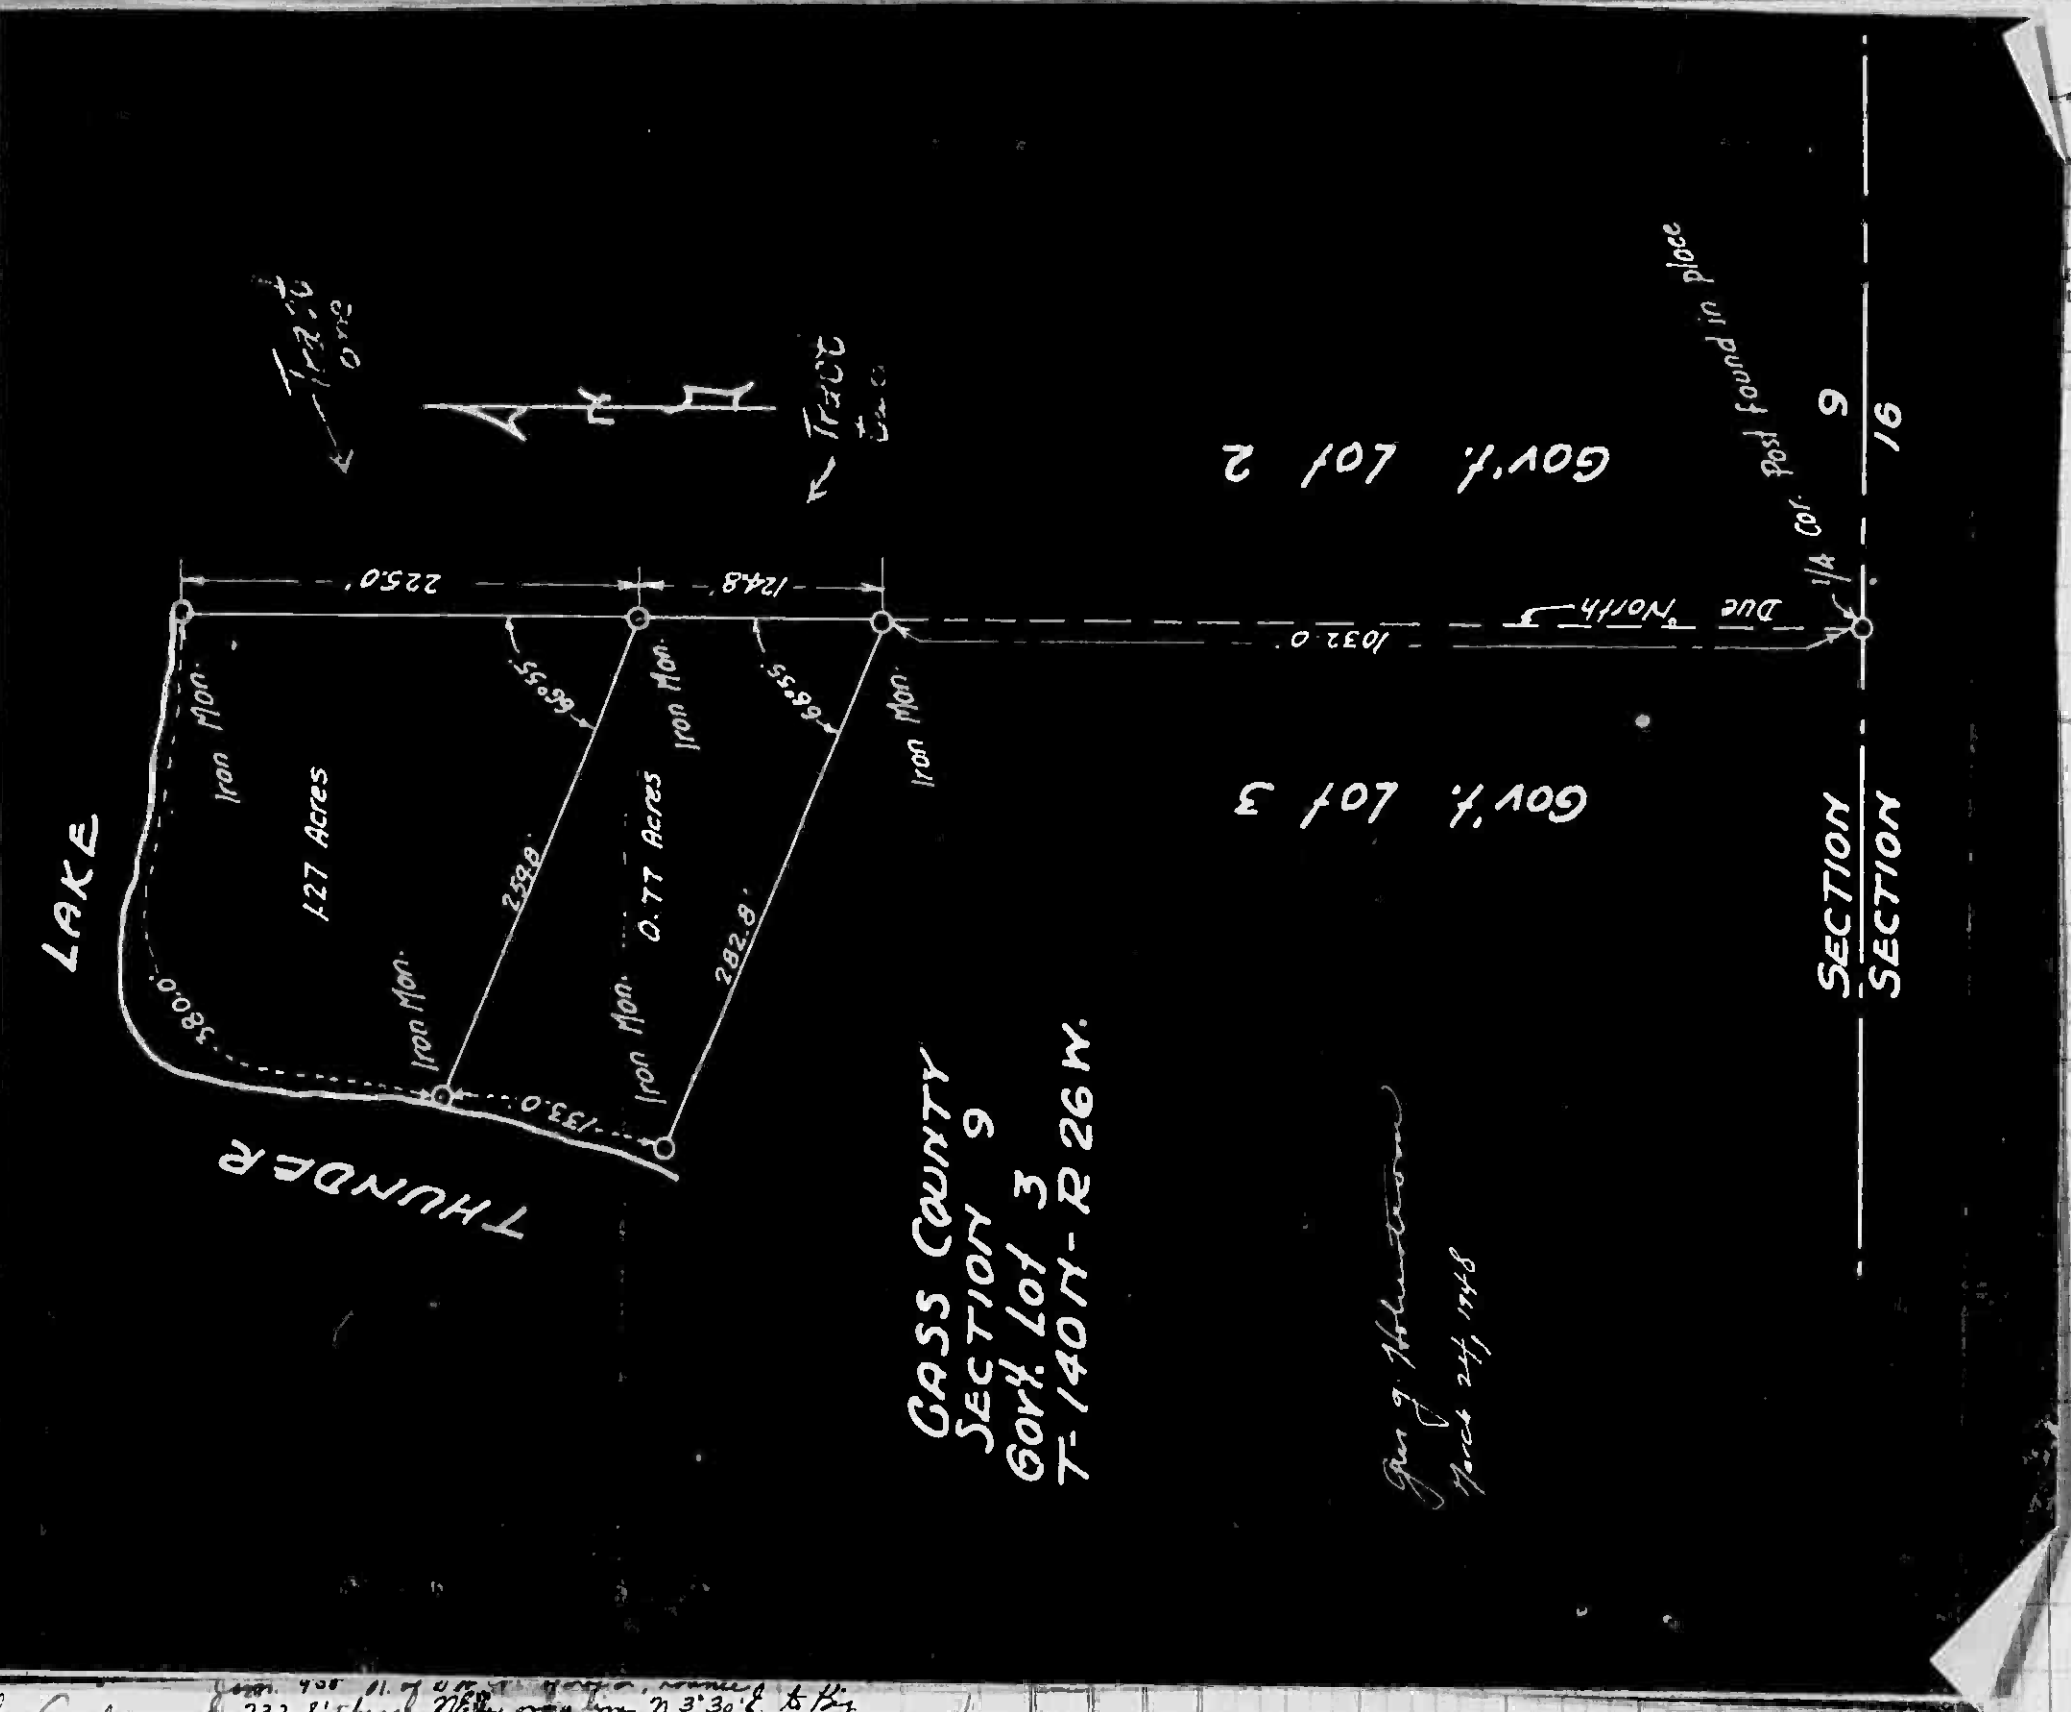 LAKE
THUNDER
Tract
one
N
Tract
Two
225.0'
124.8'
Iron Mon.
66°55'
Iron Mon.
66°55'
Iron Mon.
1.27 Acres
259.8'
0.77 Acres
282.8'
580.0'
Iron Mon.
133.0'
Iron Mon.
1032.0'
Due North
1/4 Cor. Post found in place
Gov't. Lot 2
Gov't. Lot 3
SECTION 9
SECTION 16
CASS COUNTY
SECTION 9
Gov't. Lot 3
T-140N-R26W.
March 24, 1948